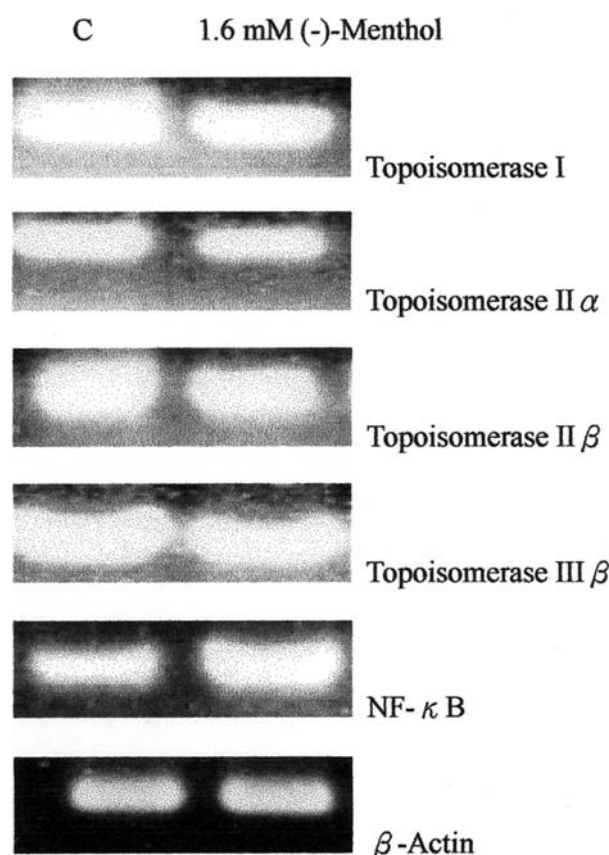 C 1.6 mM (-)-Menthol
Topoisomerase I
Topoisomerase II α
Topoisomerase II β
Topoisomerase III β
NF-κ B
β-Actin